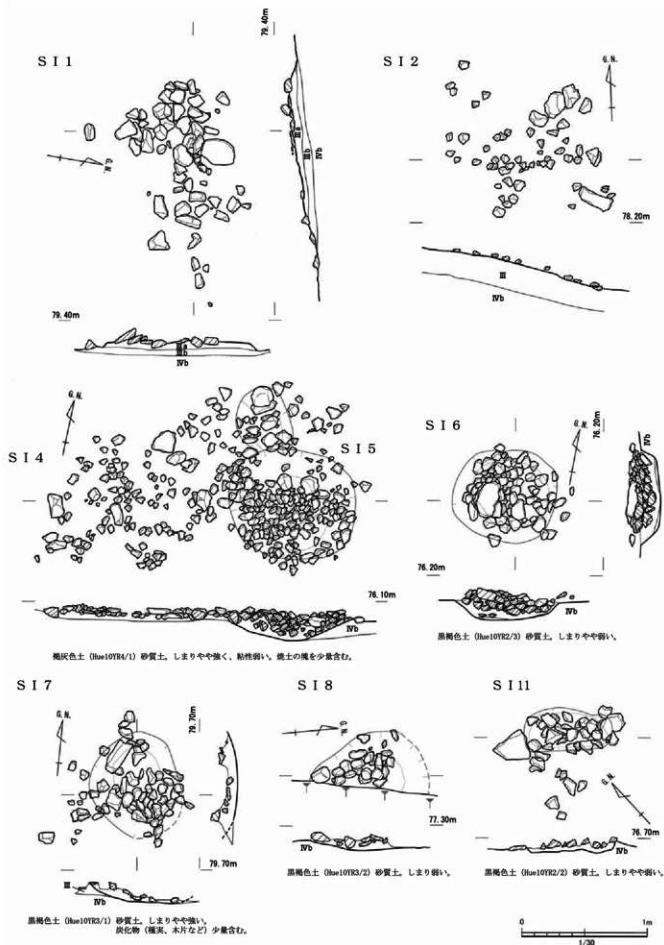 SI1
79.40m
G.N.
Ⅲa
Ⅲb
Ⅳb
79.40m
Ⅲa
Ⅲb
Ⅳb
SI2
G.N.
78.20m
Ⅲ
Ⅳb
SI4
G.N.
SI5
76.10m
Ⅳb
褐灰色土（Hue10YR4/1）砂質土。しまりやや強く、粘性弱い。焼土の塊を少量含む。
SI6
G.N.
76.20m
Ⅳb
76.20m
Ⅳb
黒褐色土（Hue10YR2/3）砂質土。しまりやや弱い。
SI7
G.N.
79.70m
79.70m
Ⅲ
Ⅳb
黒褐色土（Hue10YR3/1）砂質土。しまりやや強い。
炭化物（種実、木片など）少量含む。
SI8
G.N.
77.30m
Ⅳb
黒褐色土（Hue10YR3/2）砂質土。しまり弱い。
SI11
G.N.
76.70m
Ⅳb
黒褐色土（Hue10YR2/2）砂質土。しまりやや弱い。
0 1m
1/30